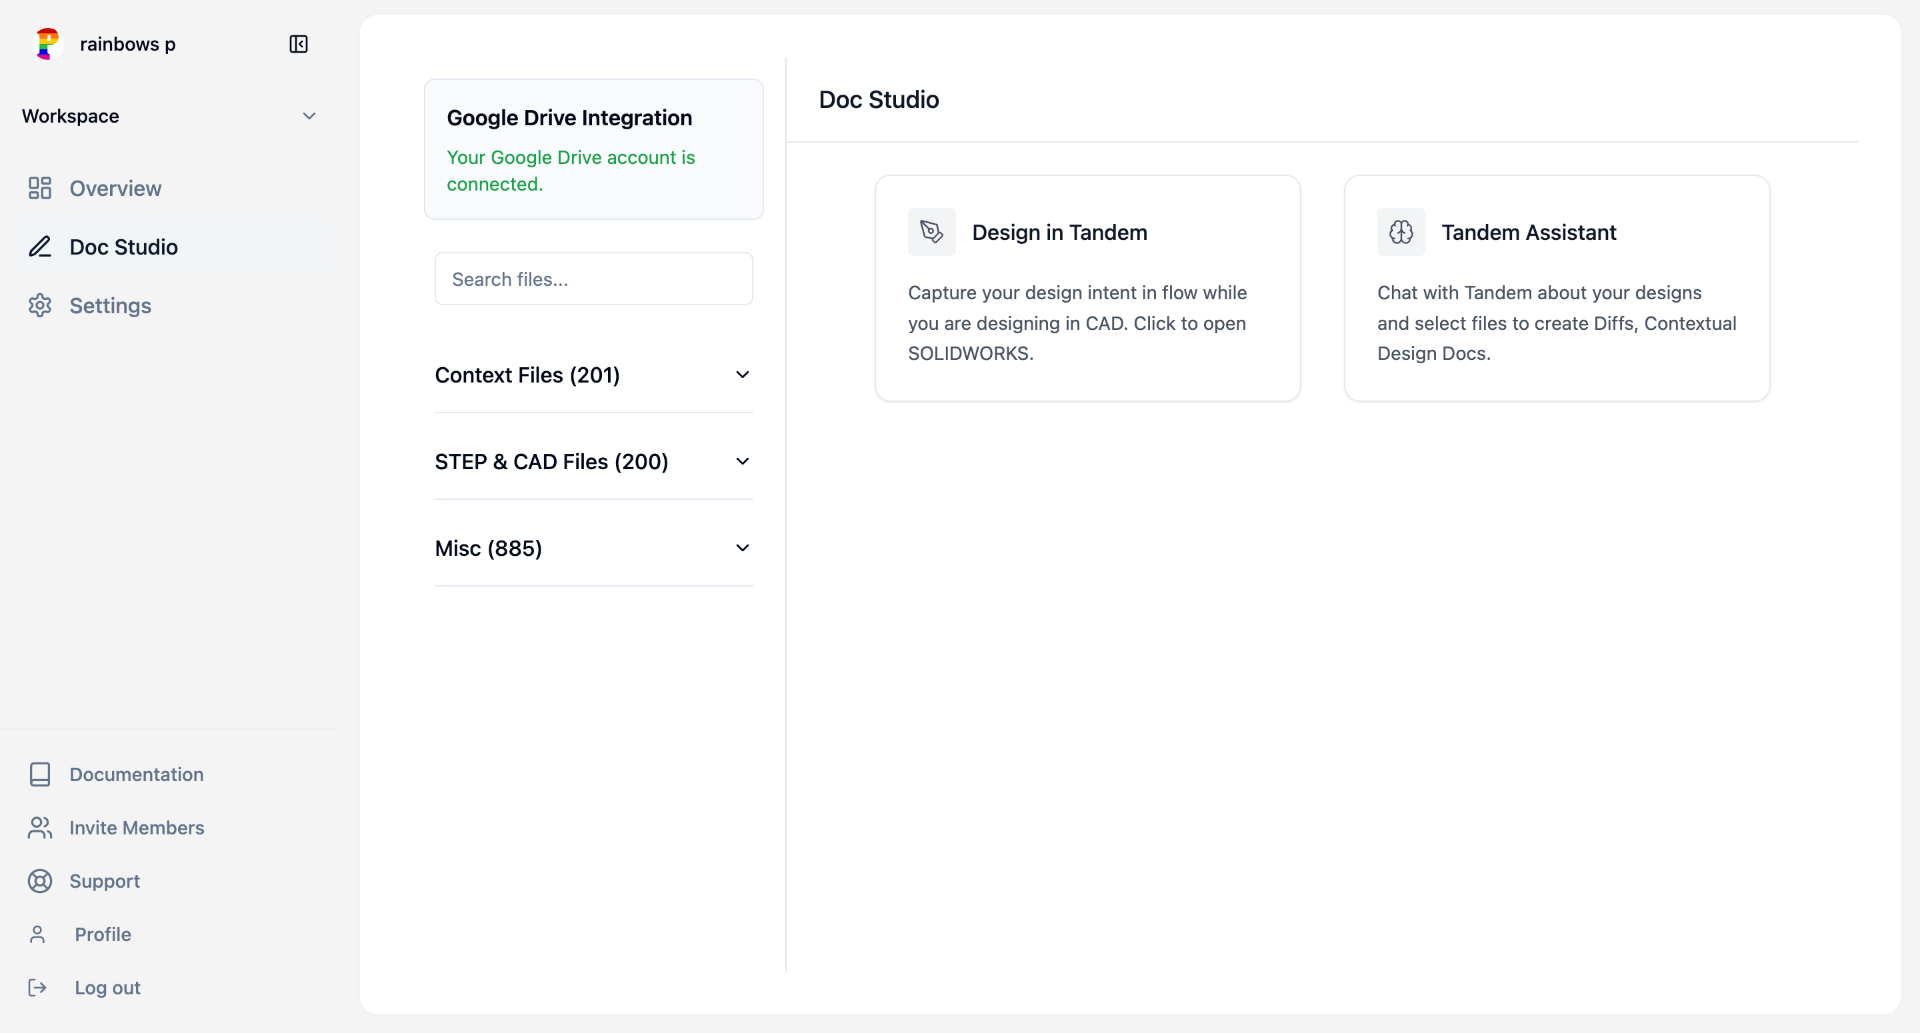 rainbows p
Workspace
Overview
Doc Studio
Settings
Documentation
Invite Members
Support
Profile
Log out
Google Drive Integration
Your Google Drive account is
connected.
Search files...
Context Files (201)
STEP & CAD Files (200)
Misc (885)
Doc Studio
Design in Tandem
Capture your design intent in flow while
you are designing in CAD. Click to open
SOLIDWORKS.
Tandem Assistant
Chat with Tandem about your designs
and select files to create Diffs, Contextual
Design Docs.